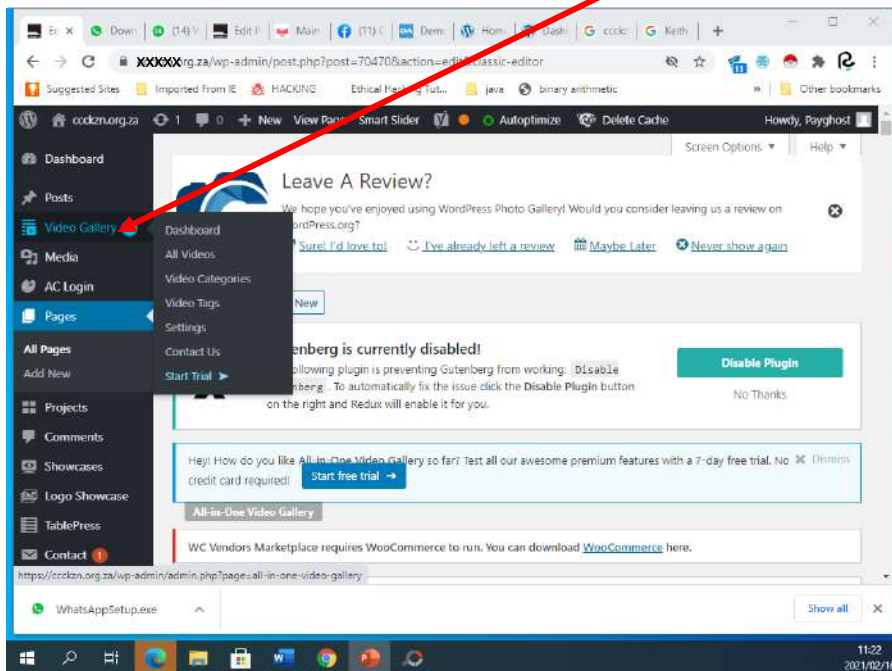 Down
(14)
Edit P
Main
(11)
Dem
Home
Dash
ccckz
Keith
XXXXXrg.za/wp-admin/post.php?post=70470&action=edit&classic-editor
Suggested Sites Imported From IE HACKING Ethical Hacking Tut... java binary arithmetic » Other bookmarks
ccckzn.org.za 1 0 + New View Page Smart Slider Autoptimize Delete Cache Howdy, Payghost
Screen Options ▼ Help ▼
Dashboard
Posts
Video Gallery
Media
AC Login
Pages
All Pages
Add New
Projects
Comments
Showcases
Logo Showcase
TablePress
Contact 1
Dashboard
All Videos
Video Categories
Video Tags
Settings
Contact Us
Start Trial ➤
Leave A Review?
We hope you've enjoyed using WordPress Photo Gallery! Would you consider leaving us a review on
WordPress.org?
Sure! I'd love to! I've already left a review Maybe Later Never show again
New
enberg is currently disabled!
following plugin is preventing Gutenberg from working: Disable
nberg . To automatically fix the issue click the Disable Plugin button
on the right and Redux will enable it for you.
Disable Plugin
No Thanks
Hey! How do you like All-in-One Video Gallery so far? Test all our awesome premium features with a 7-day free trial. No
credit card required! Start free trial → Dismiss
All-in-One Video Gallery
WC Vendors Marketplace requires WooCommerce to run. You can download WooCommerce here.
https://ccckzn.org.za/wp-admin/admin.php?page=all-in-one-video-gallery
WhatsAppSetup.exe Show all
11:22
2021/02/1